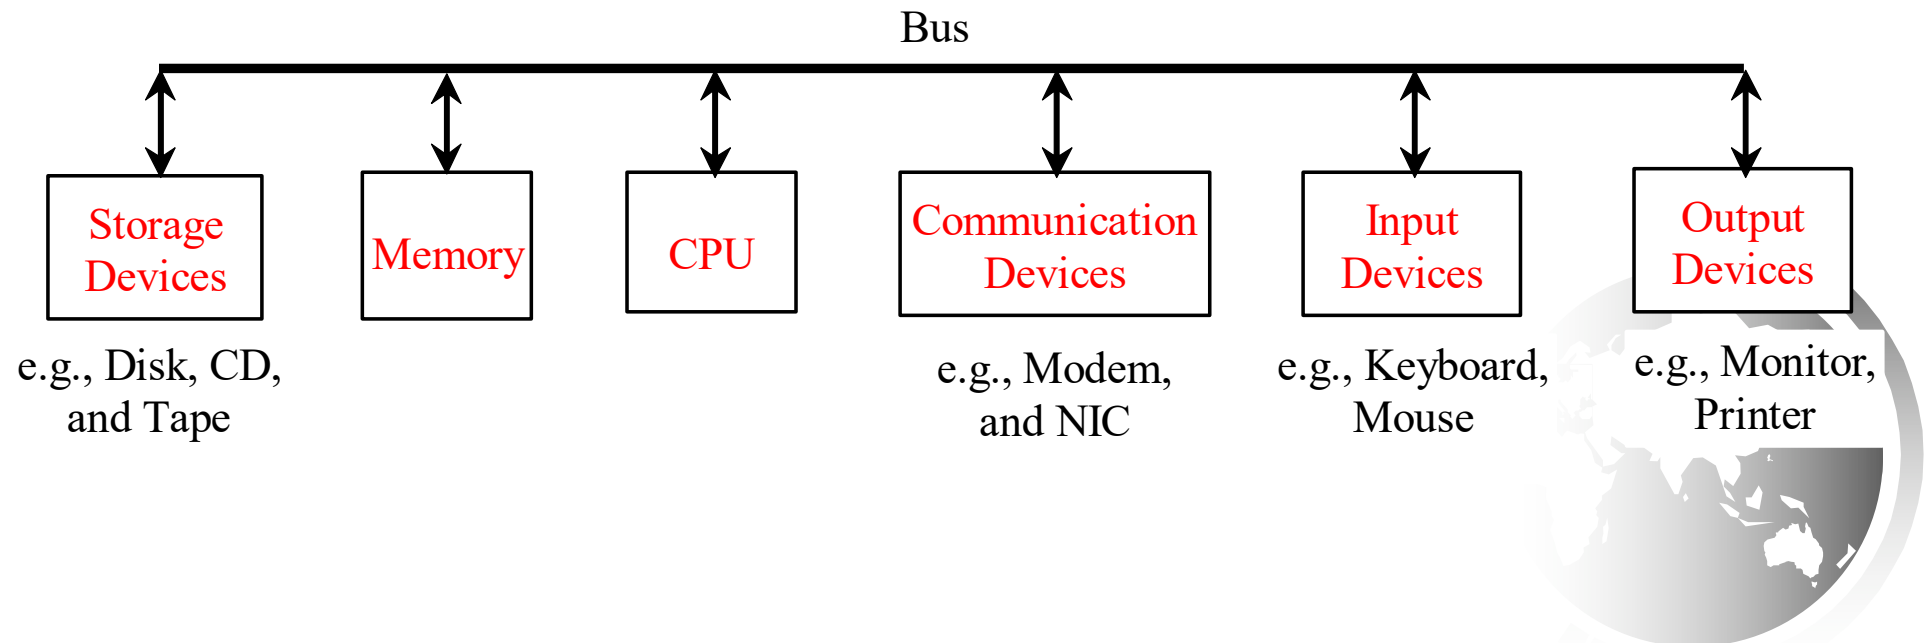 Bus
Storage
Devices
Memory
CPU
Communication
Devices
Input
Devices
Output
Devices
e.g., Disk, CD,
and Tape
e.g., Modem,
and NIC
e.g., Keyboard,
Mouse
e.g., Monitor,
Printer